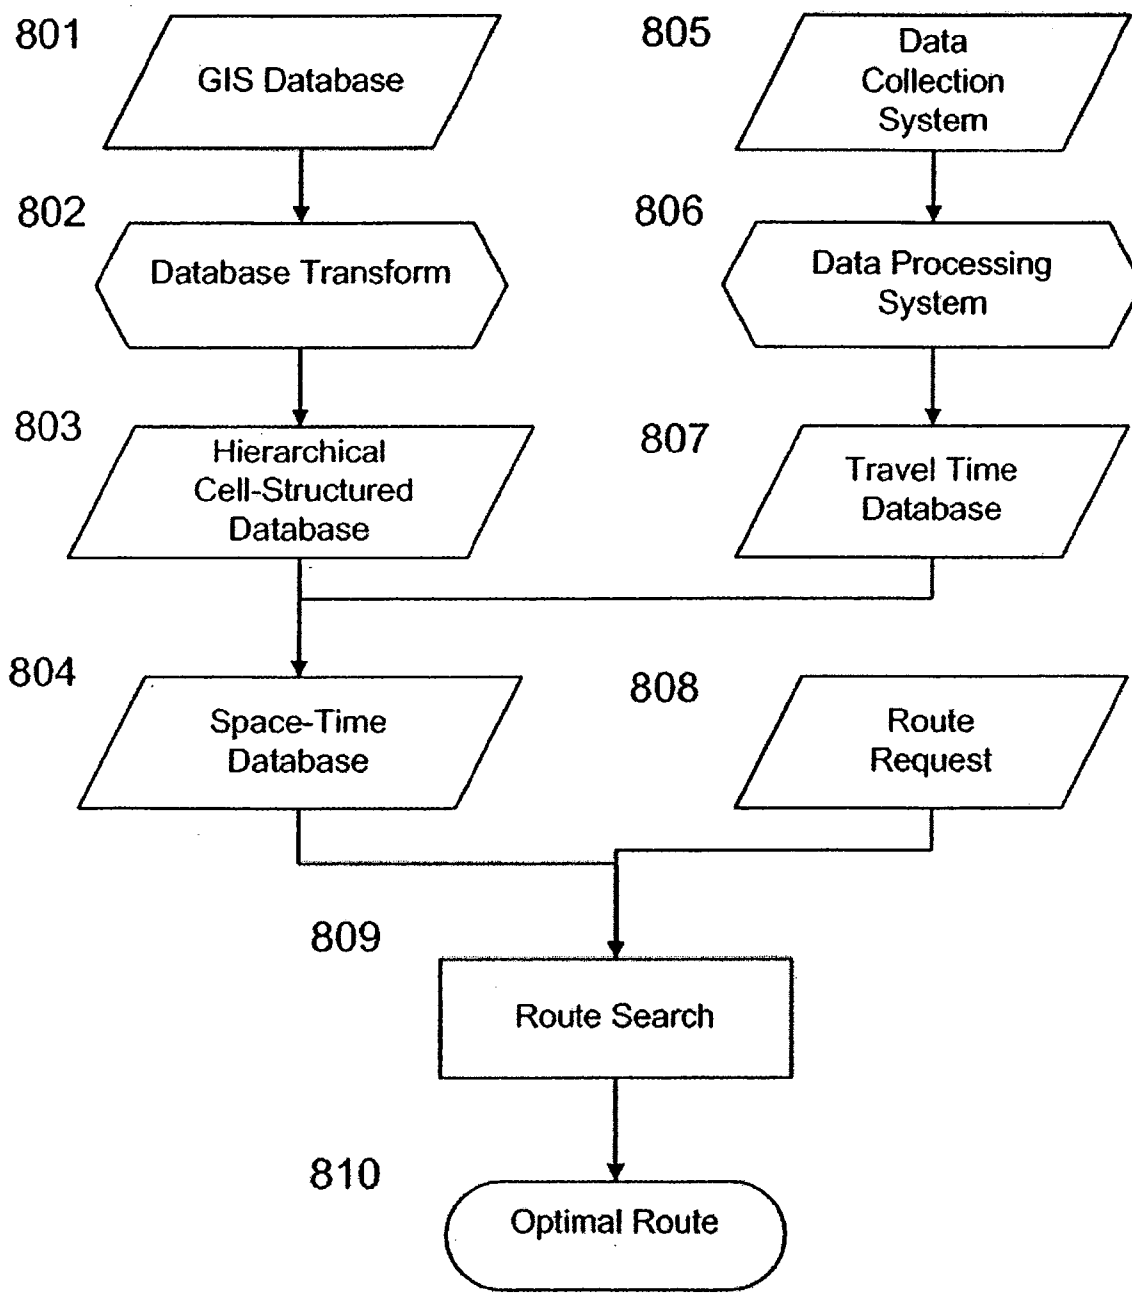 801
GIS Database
805
Data
Collection
System
802
Database Transform
806
Data Processing
System
803
Hierarchical
Cell-Structured
Database
807
Travel Time
Database
804
Space-Time
Database
808
Route
Request
809
Route Search
810
Optimal Route